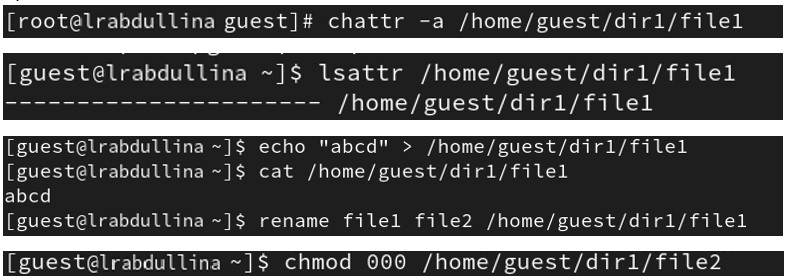 [root@lrabdullina guest]# chattr -a /home/guest/dir1/file1
[guest@lrabdullina ~]$ lsattr /home/guest/dir1/file1
---------------------- /home/guest/dir1/file1
[guest@lrabdullina ~]$ echo "abcd" > /home/guest/dir1/file1
[guest@lrabdullina ~]$ cat /home/guest/dir1/file1
abcd
[guest@lrabdullina ~]$ rename file1 file2 /home/guest/dir1/file1
[guest@lrabdullina ~]$ chmod 000 /home/guest/dir1/file2